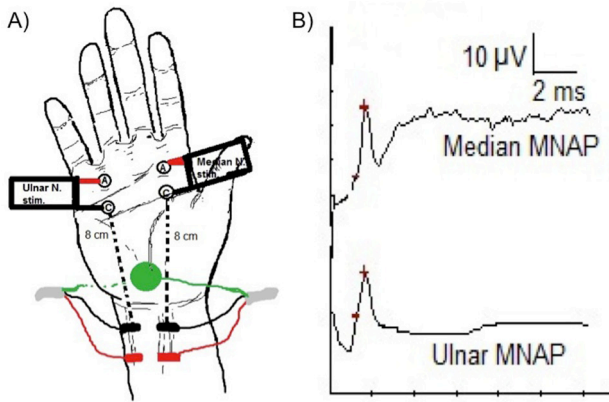 A)
B)
Ulnar N.
stim.
A
C
Median N.
stim.
A
C
8 cm
8 cm
10 µV
2 ms
Median MNAP
Ulnar MNAP